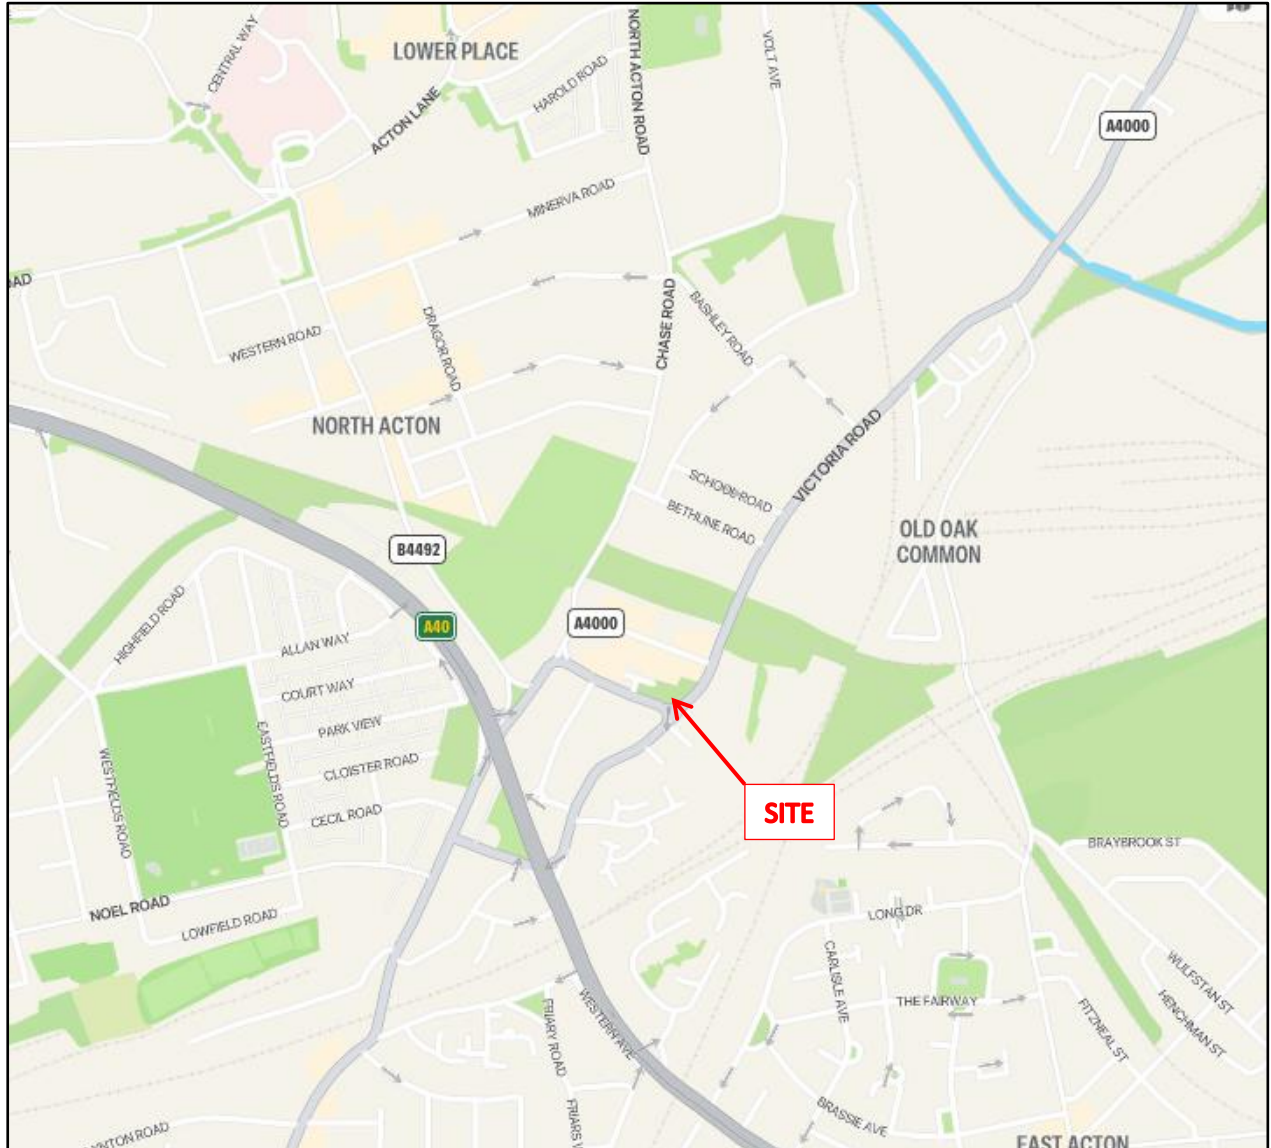 CENTRAL WAY
LOWER PLACE
NORTH ACTON ROAD
VOLT AVE
HAROLD ROAD
ACTON LANE
A4000
MINERVA ROAD
CHASE ROAD
BASHLEY ROAD
DRAGOR ROAD
WESTERN ROAD
NORTH ACTON
VICTORIA ROAD
ROAD
BETHUNE ROAD
OLD OAK
COMMON
B4492
HIGHFIELD ROAD
A40
A4000
ALLAN WAY
COURT WAY
PARK VIEW
EASTFIELDS ROAD
WESTFIELDS ROAD
CLOISTER ROAD
CECIL ROAD
SITE
BRAYBROOK ST
NOEL ROAD
LOWFIELD ROAD
LONG DR
CARLISLE AVE
WULFSTAN ST
HENCHMAN ST
THE FAIRWAY
FITZNEAL ST
WESTERN AVE
FRIARY ROAD
BRASSIE AVE
EAST ACTON